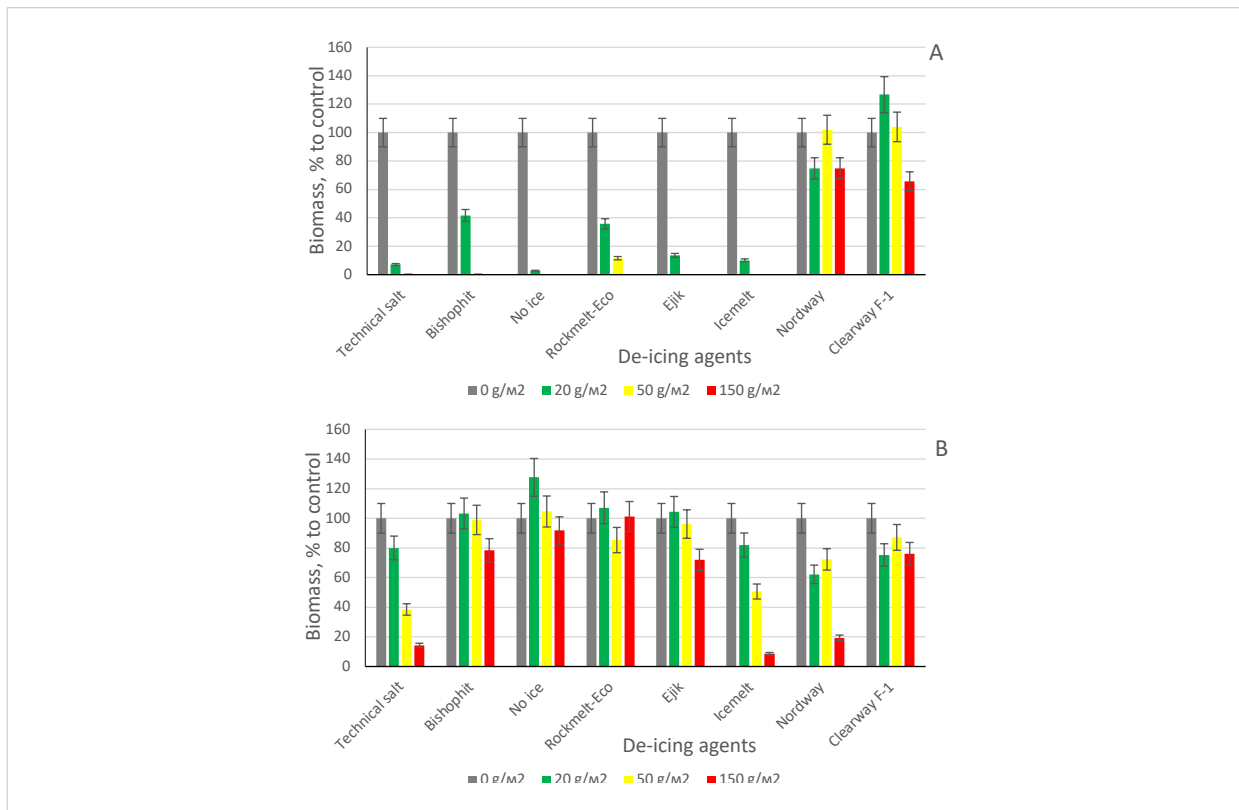 A
Biomass, % to control
160
140
120
100
80
60
40
20
0
Technical salt
Bishophit
No ice
Rockmelt-Eco
Ejik
Icemelt
Nordway
Clearway F-1
De-icing agents
0 g/м2 20 g/м2 50 g/м2 150 g/м2
B
Biomass, % to control
160
140
120
100
80
60
40
20
0
Technical salt
Bishophit
No ice
Rockmelt-Eco
Ejik
Icemelt
Nordway
Clearway F-1
De-icing agents
0 g/м2 20 g/м2 50 g/м2 150 g/м2